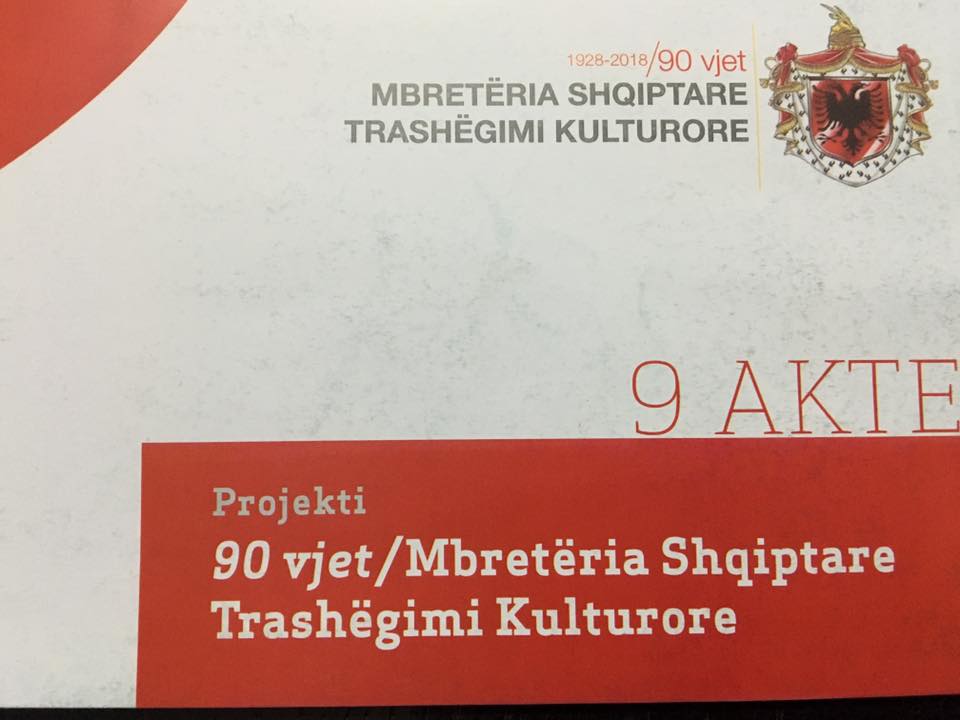 1928-2018/90 vjet
MBRETËRIA SHQIPTARE
TRASHËGIMI KULTURORE
9 AKTE
Projekti
90 vjet/Mbretëria Shqiptare
Trashëgimi Kulturore